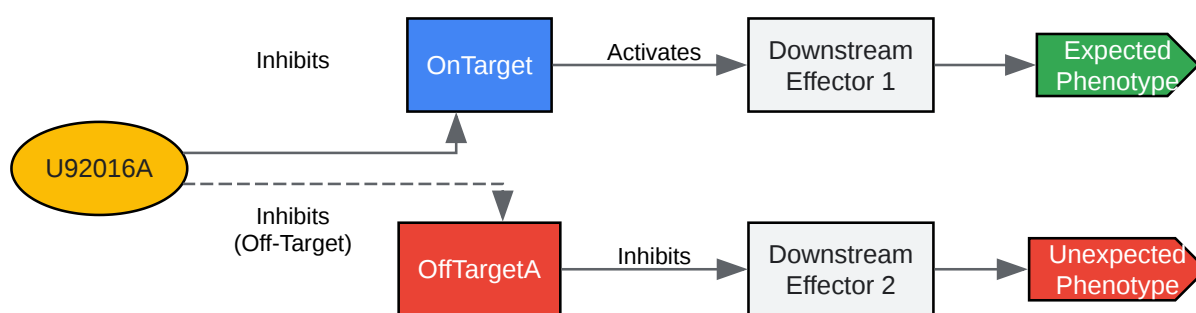 Inhibits
OnTarget
Activates
Downstream
Effector 1
Expected
Phenotype
U92016A
Inhibits
(Off-Target)
OffTargetA
Inhibits
Downstream
Effector 2
Unexpected
Phenotype